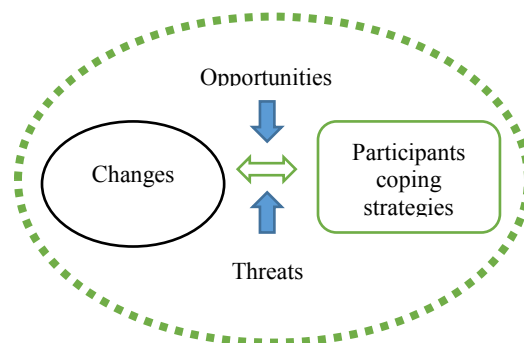 Opportunities
Changes
Participants
coping
strategies
Threats